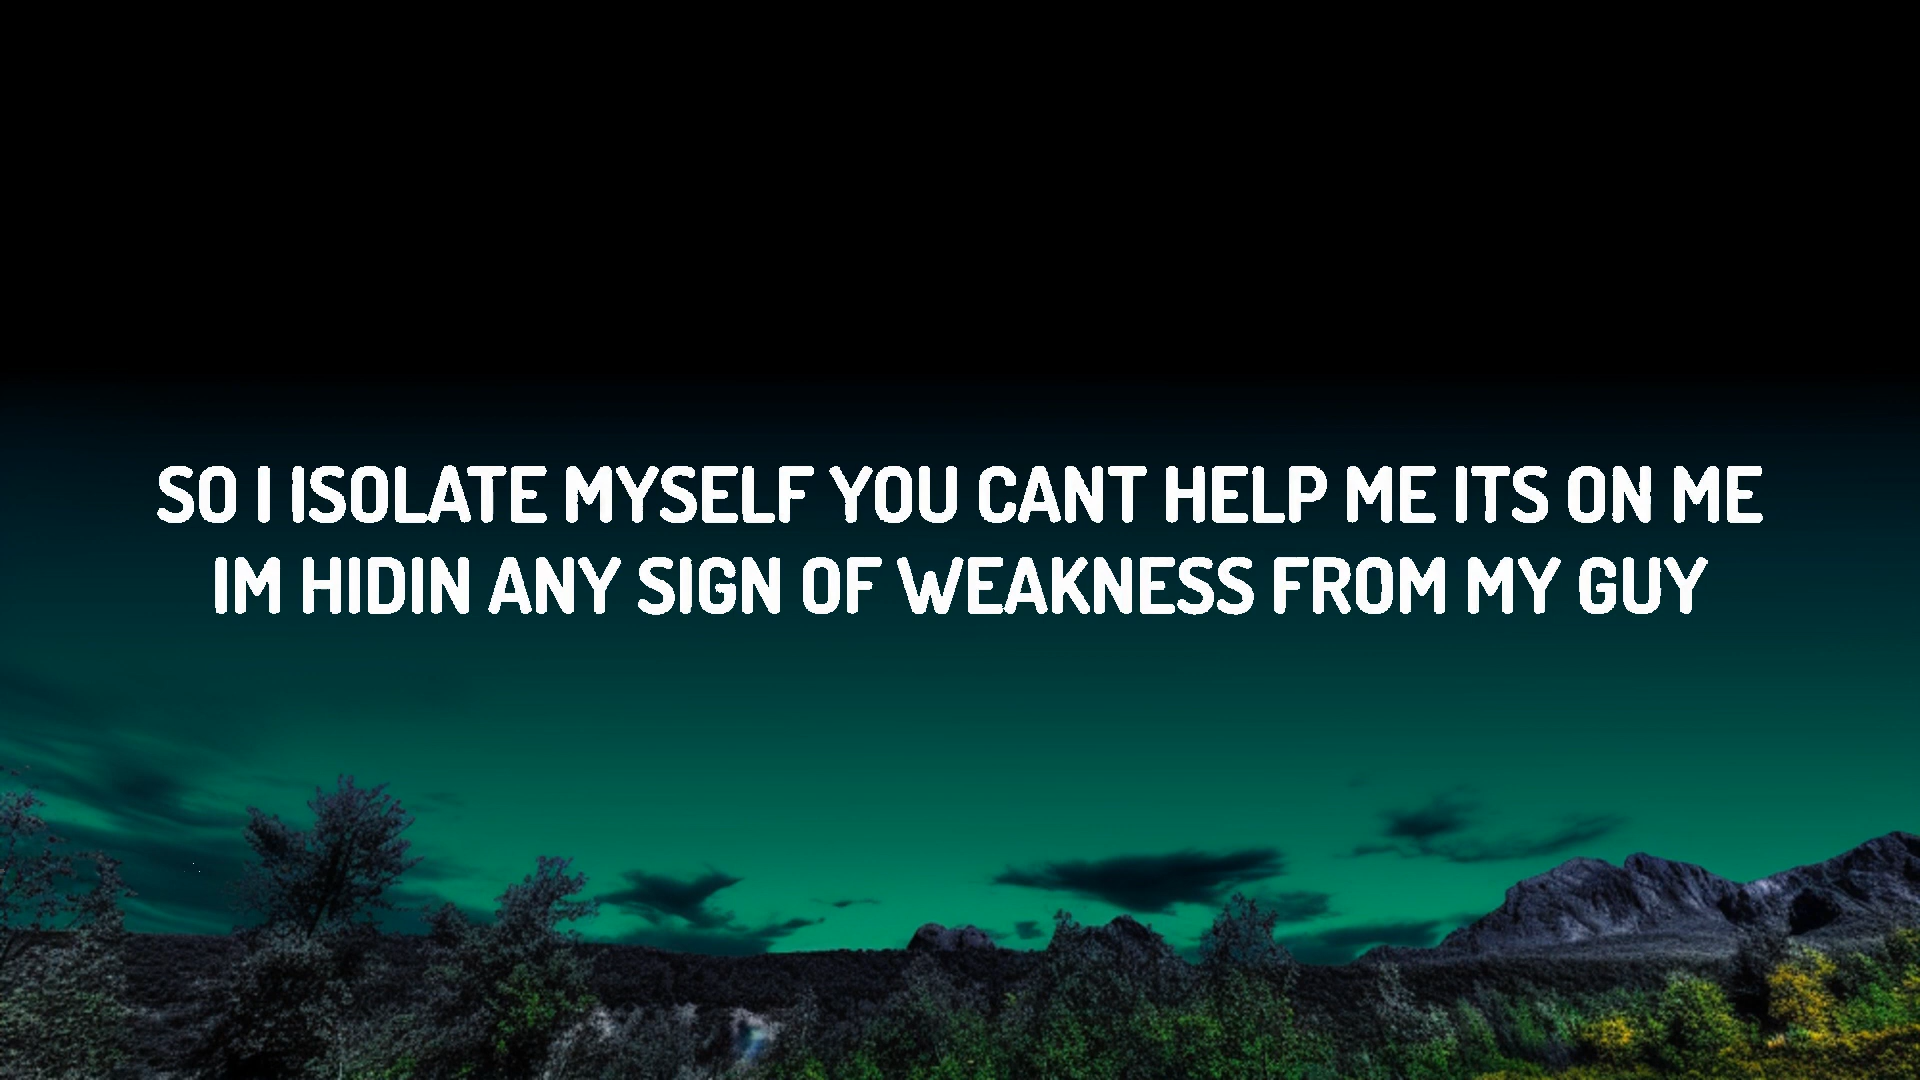 SO I ISOLATE MYSELF YOU CANT HELP ME ITS ON ME
IM HIDIN ANY SIGN OF WEAKNESS FROM MY GUY